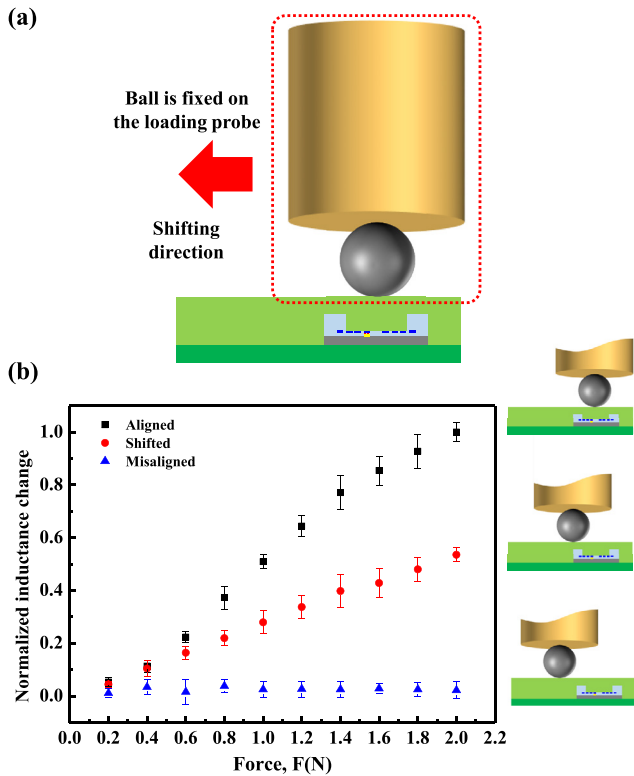 (a)
Ball is fixed on
the loading probe
Shifting
direction
(b)
Aligned
Shifted
Misaligned
Normalized inductance change
1.0
0.8
0.6
0.4
0.2
0.0
0.0 0.2 0.4 0.6 0.8 1.0 1.2 1.4 1.6 1.8 2.0 2.2
Force, F(N)